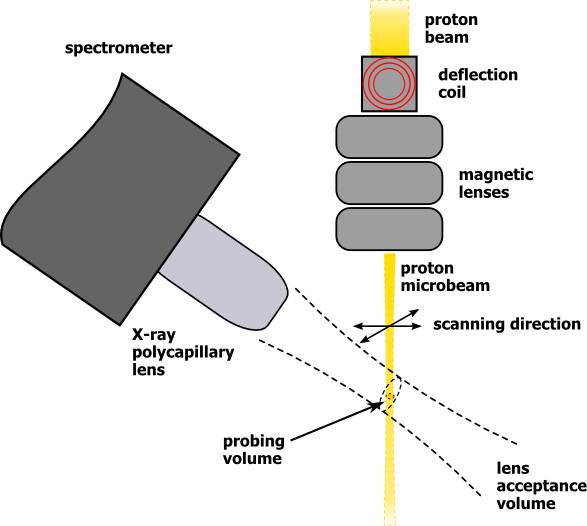 proton
beam
spectrometer
deflection
coil
magnetic
lenses
proton
microbeam
scanning direction
X-ray
polycapillary
lens
probing
volume
lens
acceptance
volume